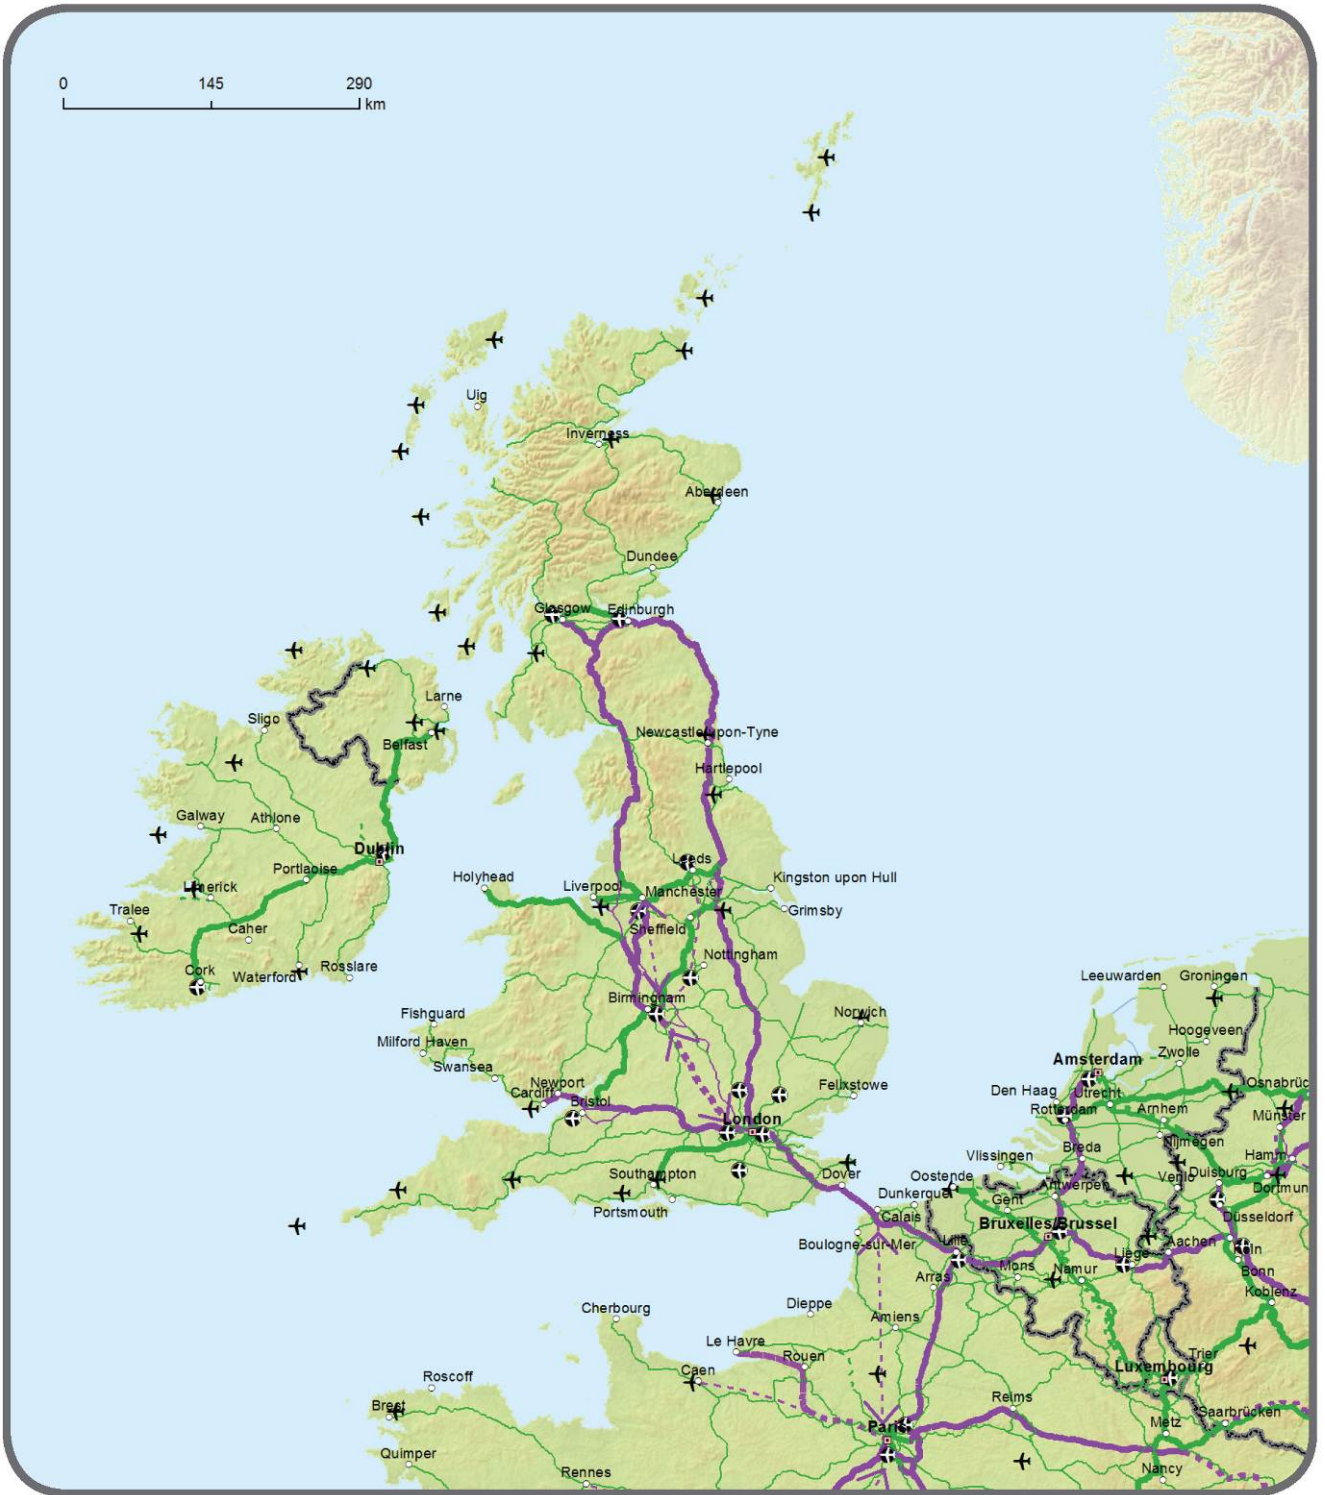 0 145 290
km
Uig
Inverness
Aberdeen
Dundee
Glasgow Edinburgh
Larne
Sligo
Newcastle-upon-Tyne
Belfast
Hartlepool
Galway Athlone
Dublin
Leeds
Portlaoise
Holyhead
Kingston upon Hull
Limerick
Liverpool Manchester
Tralee
Grimsby
Caher
Sheffield
Nottingham
Cork
Waterford Rosslare
Leeuwarden Groningen
Birmingham
Fishguard
Norwich
Hoogeveen
Milford Haven
Zwolle
Amsterdam
Swansea
Newport
Felixstowe
Osnabrüc
Cardiff
Den Haag Utrecht
Bristol
Rotterdam Arnhem
Münster
London
Nijmegen
Breda
Vlissingen
Hamm
Southampton Dover
Oostende
Venlo Duisburg
Antwerpen
Dortmun
Dunkerque
Gent
Portsmouth
Calais
Bruxelles/Brussel
Düsseldorf
Boulogne-sur-Mer
Lille
Aachen
Köln
Liège
Mons Namur
Bonn
Arras
Koblenz
Cherbourg
Dieppe
Amiens
Le Havre
Trier
Rouen
Luxembourg
Caen
Roscoff
Reims
Brest
Saarbrücken
Paris
Metz
Quimper
Nancy
Rennes